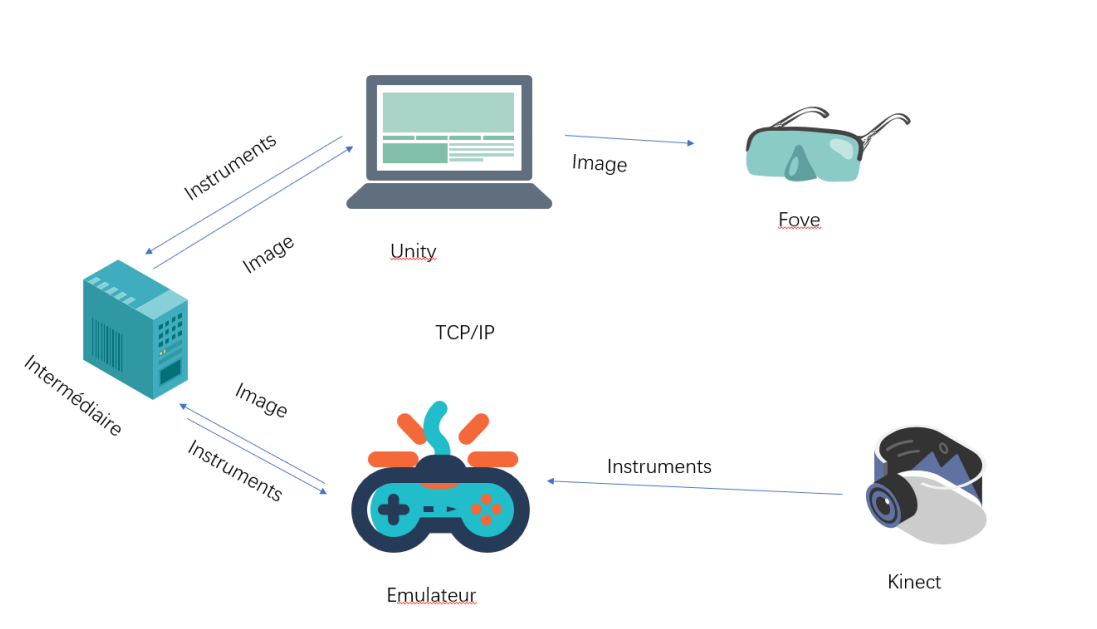 Instruments
Image
Image
Fove
Unity
TCP/IP
Intermédiaire
Image
Instruments
Instruments
Kinect
Emulateur